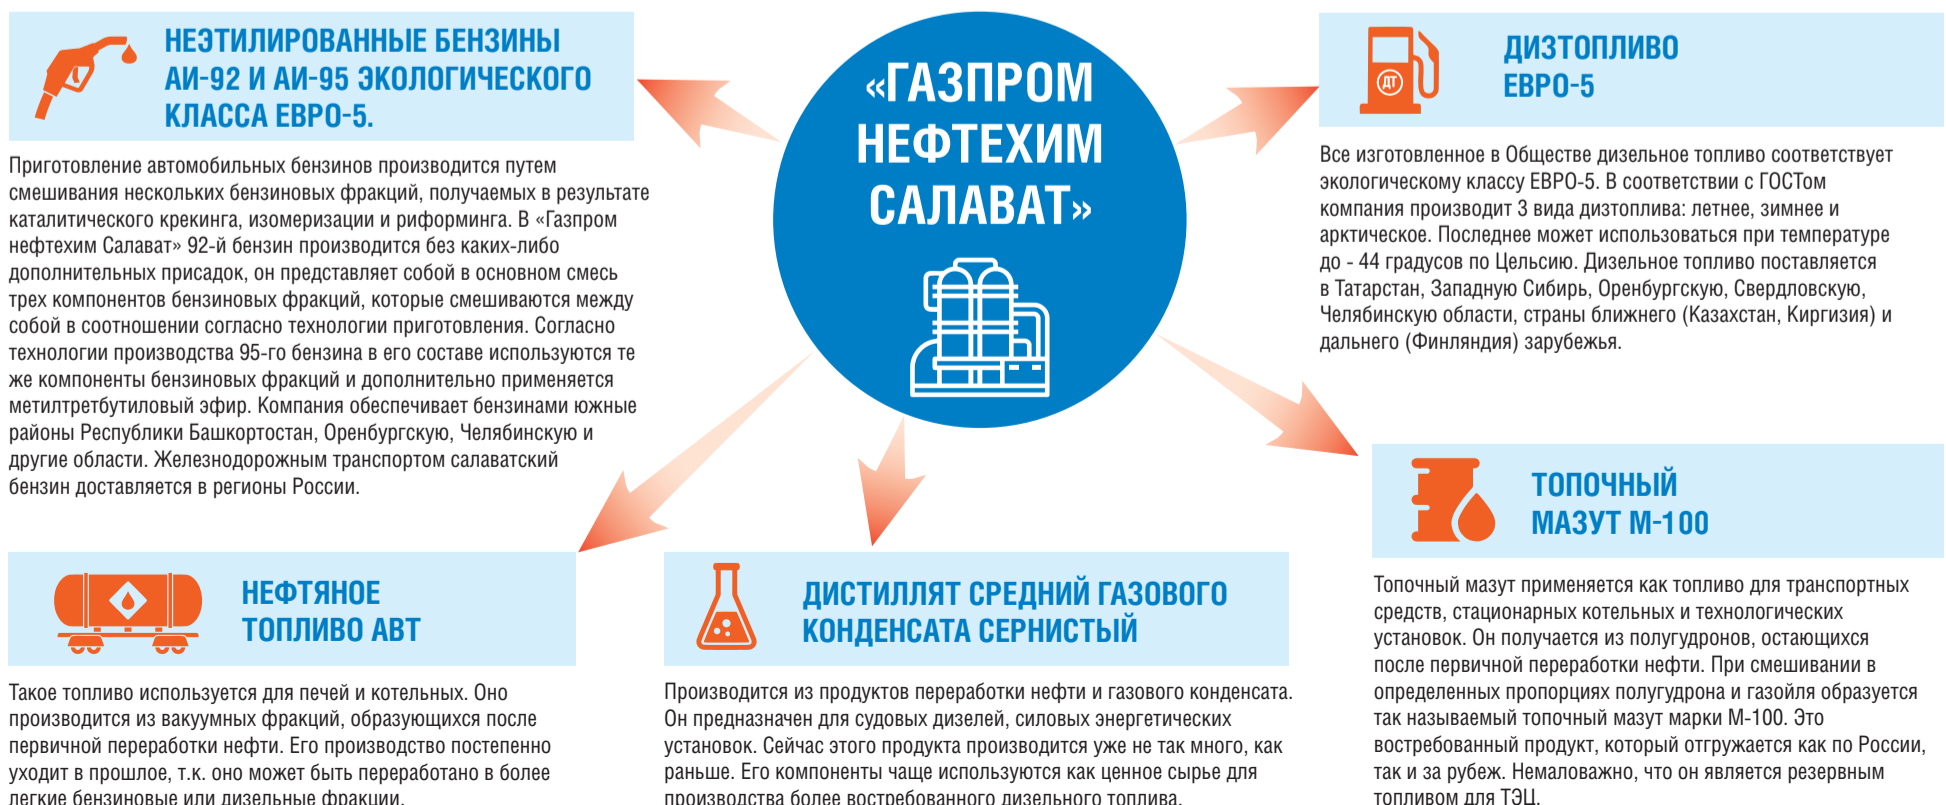 НЕЭТИЛИРОВАННЫЕ БЕНЗИНЫ
АИ-92 И АИ-95 ЭКОЛОГИЧЕСКОГО
КЛАССА ЕВРО-5.
Приготовление автомобильных бензинов производится путем
смешивания нескольких бензиновых фракций, получаемых в результате
каталитического крекинга, изомеризации и риформинга. В «Газпром
нефтехим Салават» 92-й бензин производится без каких-либо
дополнительных присадок, он представляет собой в основном смесь
трех компонентов бензиновых фракций, которые смешиваются между
собой в соотношении согласно технологии приготовления. Согласно
технологии производства 95-го бензина в его составе используются те
же компоненты бензиновых фракций и дополнительно применяется
метилтретбутиловый эфир. Компания обеспечивает бензинами южные
районы Республики Башкортостан, Оренбургскую, Челябинскую и
другие области. Железнодорожным транспортом салаватский
бензин доставляется в регионы России.
«ГАЗПРОМ
НЕФТЕХИМ
САЛАВАТ»
ДТ
ДИЗТОПЛИВО
ЕВРО-5
Все изготовленное в Обществе дизельное топливо соответствует
экологическому классу ЕВРО-5. В соответствии с ГОСТом
компания производит 3 вида дизтоплива: летнее, зимнее и
арктическое. Последнее может использоваться при температуре
до - 44 градусов по Цельсию. Дизельное топливо поставляется
в Татарстан, Западную Сибирь, Оренбургскую, Свердловскую,
Челябинскую области, страны ближнего (Казахстан, Киргизия) и
дальнего (Финляндия) зарубежья.
НЕФТЯНОЕ
ТОПЛИВО АВТ
Такое топливо используется для печей и котельных. Оно
производится из вакуумных фракций, образующихся после
первичной переработки нефти. Его производство постепенно
уходит в прошлое, т.к. оно может быть переработано в более
легкие бензиновые или дизельные фракции.
ДИСТИЛЛЯТ СРЕДНИЙ ГАЗОВОГО
КОНДЕНСАТА СЕРНИСТЫЙ
Производится из продуктов переработки нефти и газового конденсата.
Он предназначен для судовых дизелей, силовых энергетических
установок. Сейчас этого продукта производится уже не так много, как
раньше. Его компоненты чаще используются как ценное сырье для
производства более востребованного дизельного топлива.
ТОПОЧНЫЙ
МАЗУТ М-100
Топочный мазут применяется как топливо для транспортных
средств, стационарных котельных и технологических
установок. Он получается из полугудронов, остающихся
после первичной переработки нефти. При смешивании в
определенных пропорциях полугудрона и газойля образуется
так называемый топочный мазут марки М-100. Это
востребованный продукт, который отгружается как по России,
так и за рубеж. Немаловажно, что он является резервным
топливом для ТЭЦ.